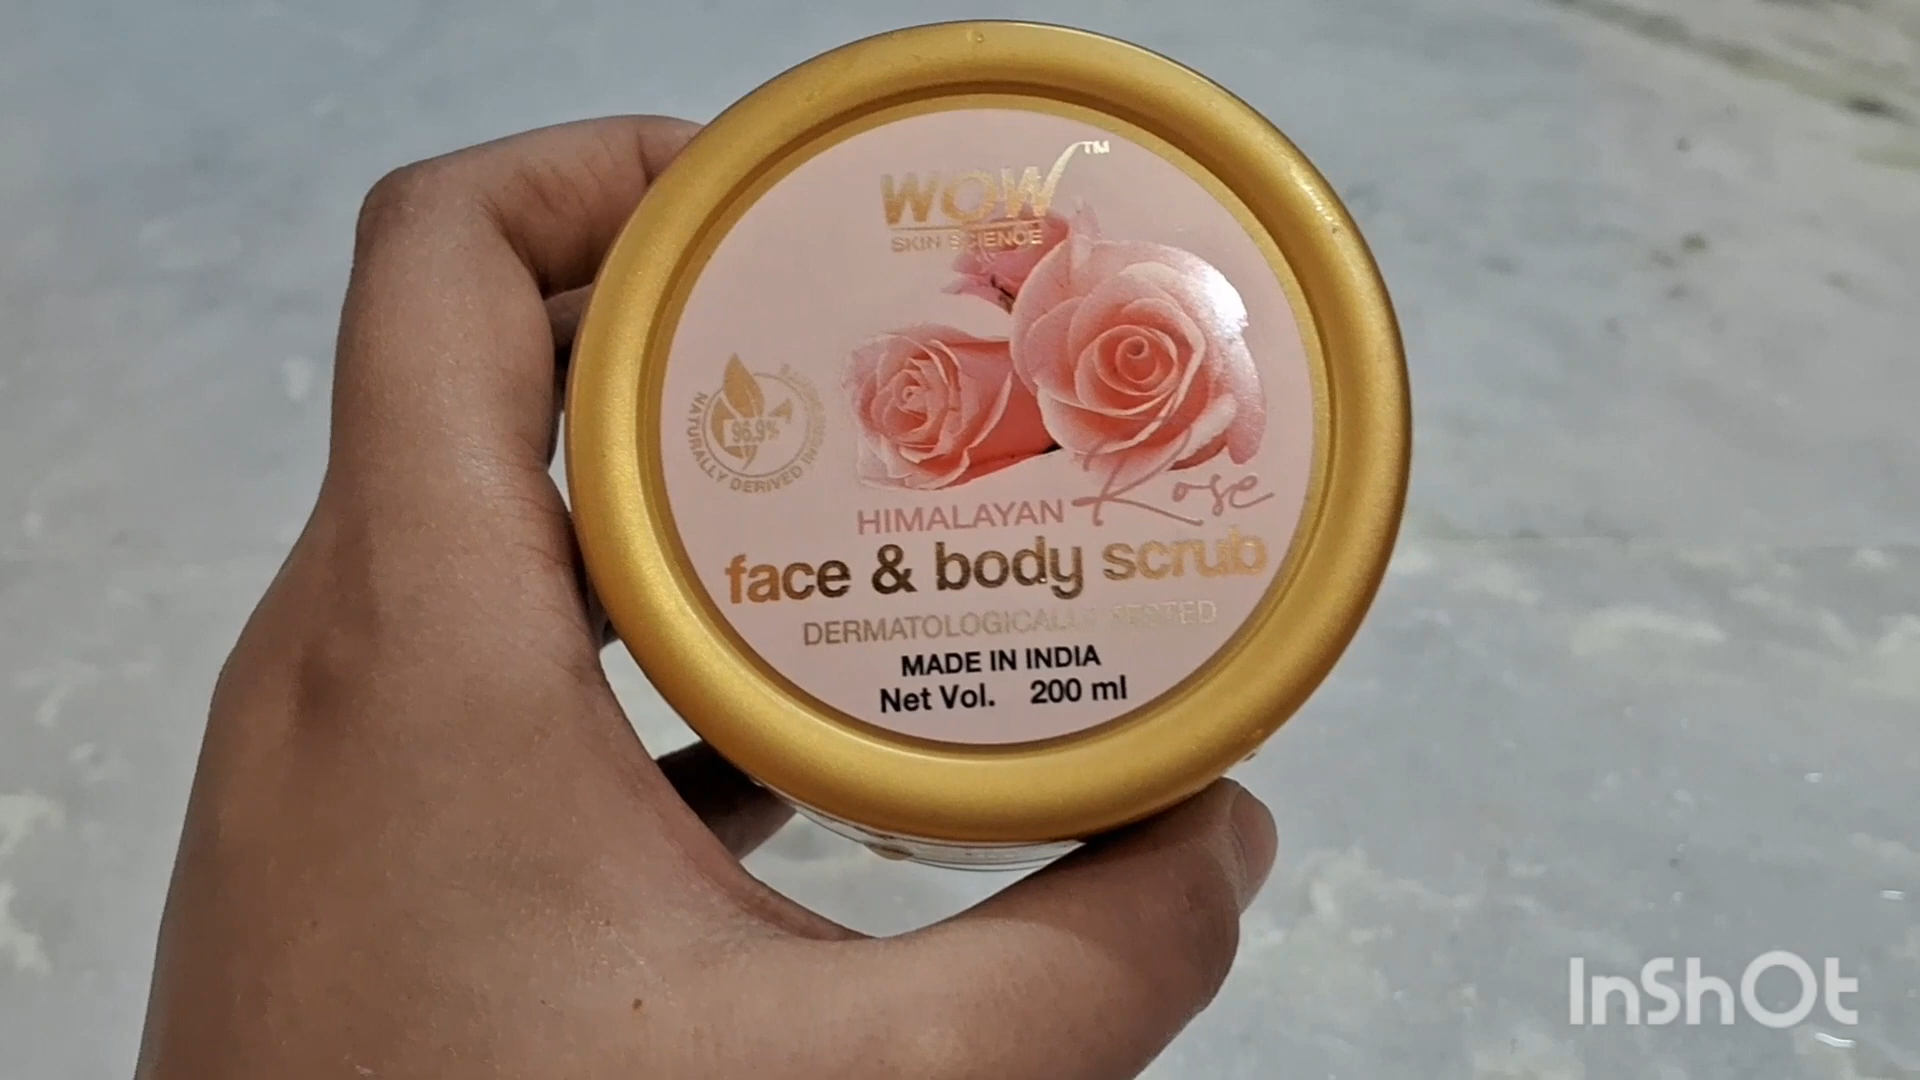 WOW™
SKIN SCIENCE
96.9%
NATURALLY DERIVED INGREDIENTS
HIMALAYAN Rose
face & body scrub
DERMATOLOGICALLY TESTED
MADE IN INDIA
Net Vol. 200 ml
InShOt